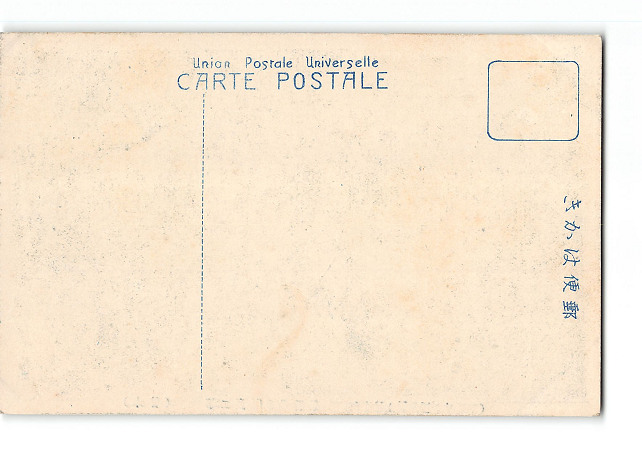 Union Postale Universelle
CARTE POSTALE
きかは便郵